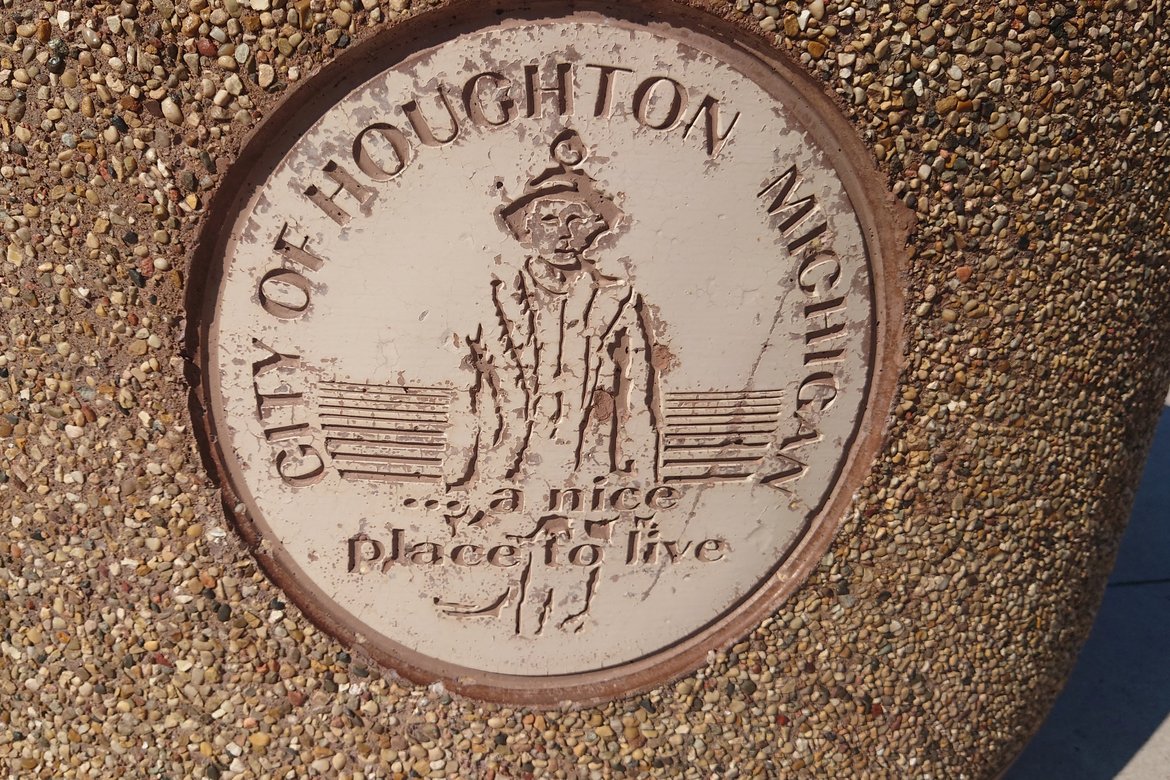 CITY OF HOUGHTON MICHIGAN
... a nice
place to live